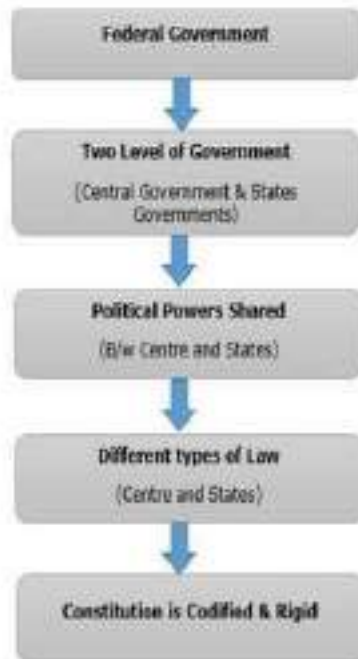 Federal Government
Two Level of Government
(Central Government & States
Governments)
Political Powers Shared
(B/w Centre and States)
Different types of Law
(Centre and States)
Constitution is Codified & Rigid